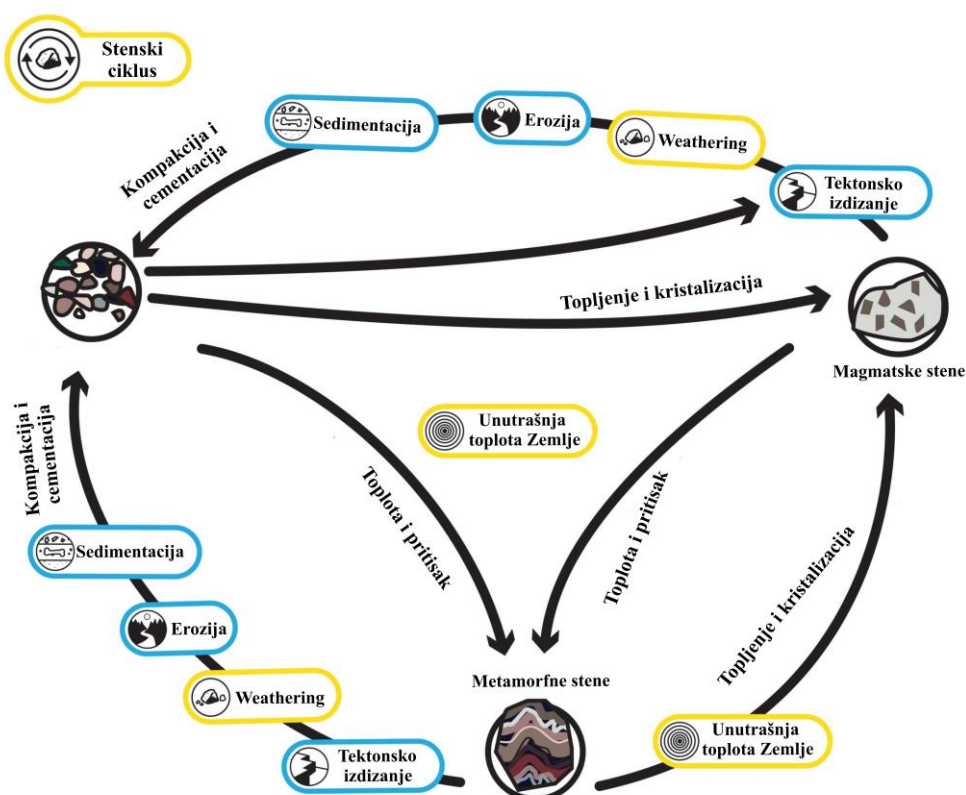 Stenski
ciklus
Sedimentacija
Erozija
Weathering
Tektonsko
izdizanje
Kompakcija i
cementacija
Topljenje i kristalizacija
Magmatske stene
Unutrašnja
toplota Zemlje
Toplota i pritisak
Toplota i pritisak
Kompakcija i
cementacija
Sedimentacija
Erozija
Weathering
Tektonsko
izdizanje
Metamorfne stene
Unutrašnja
toplota Zemlje
Topljenje i kristalizacija